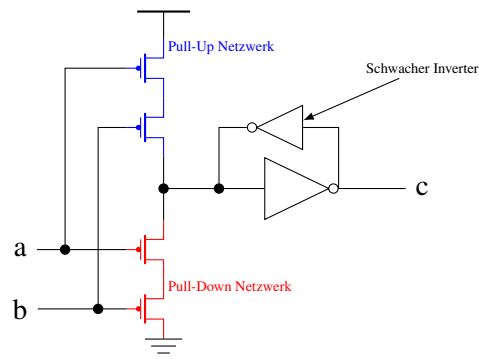 Pull-Up Netzwerk
Schwacher Inverter
c
a
Pull-Down Netzwerk
b